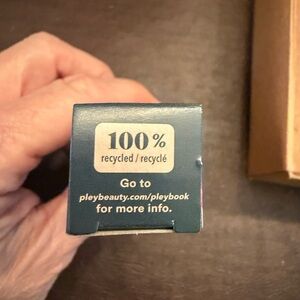 100%
recycled / recyclé
Go to
pleybeauty.com/pleybook
for more info.